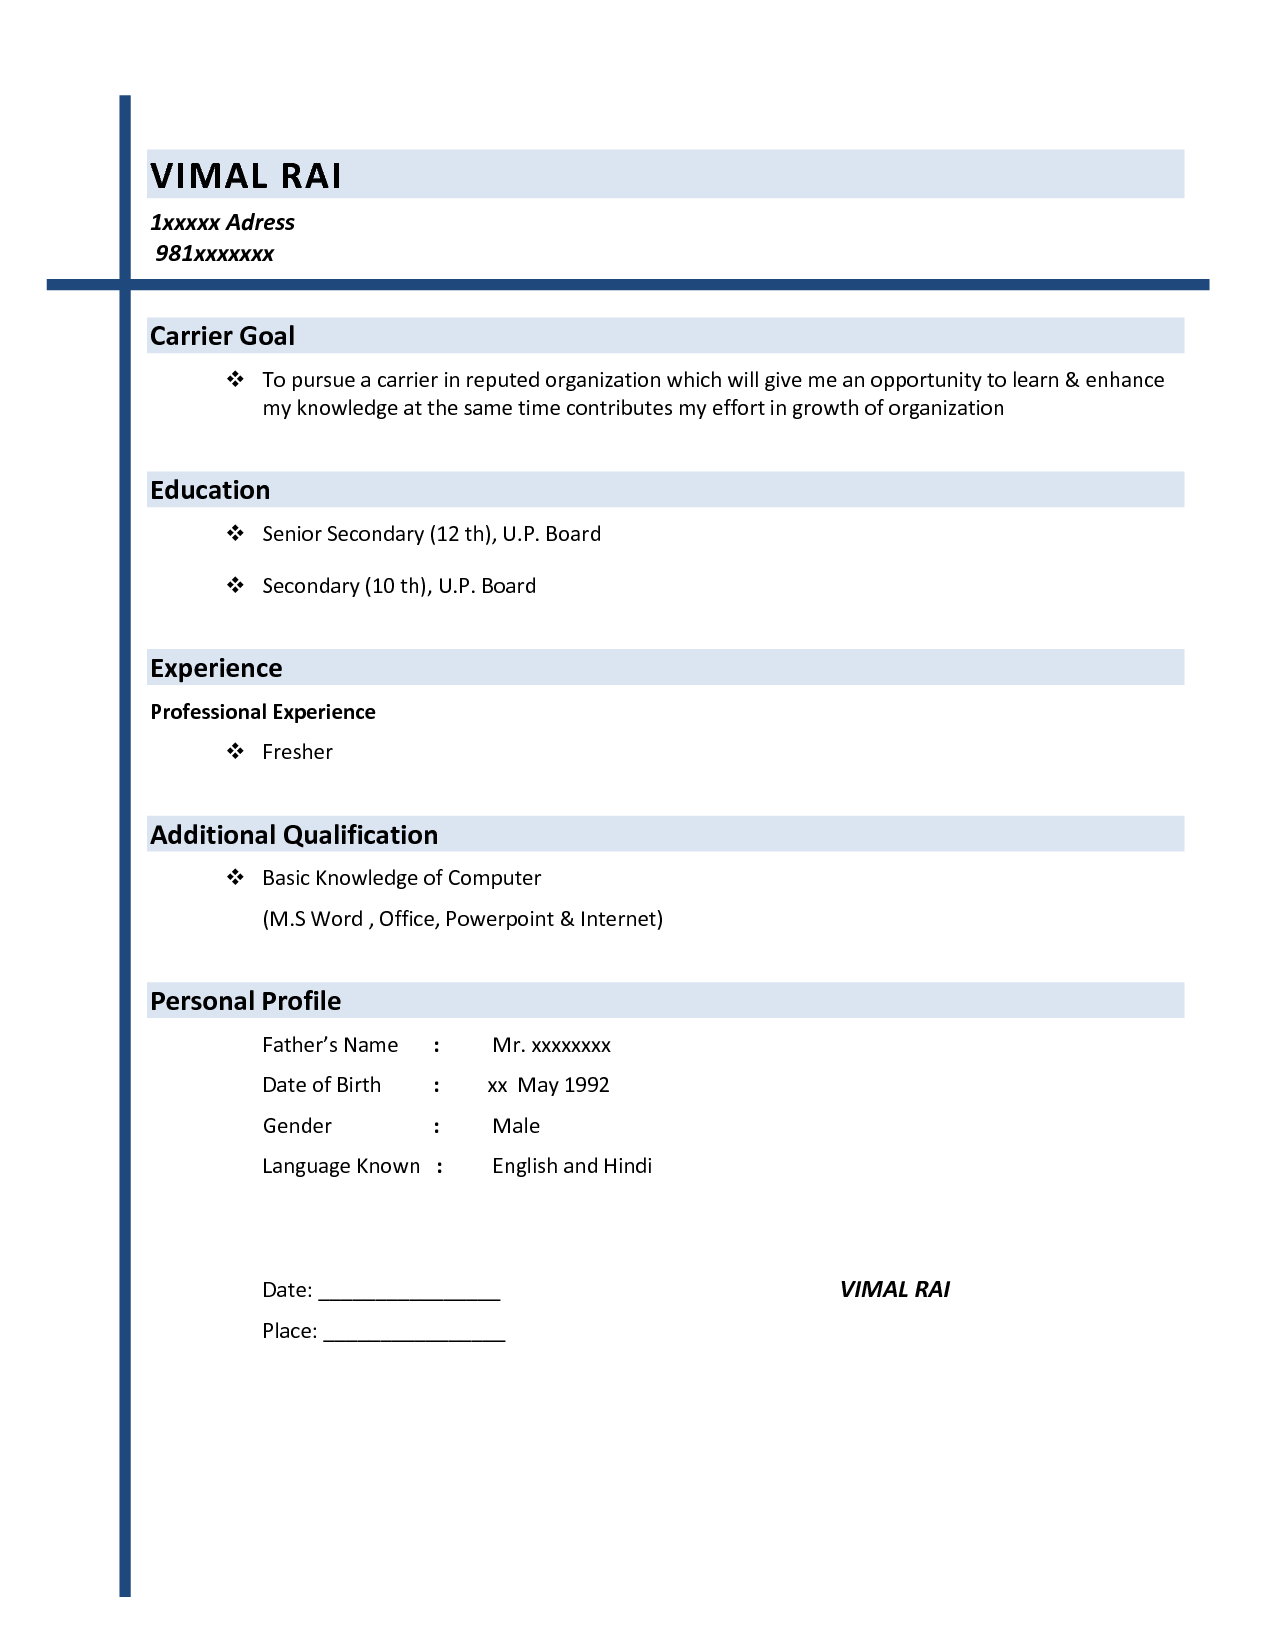 VIMAL RAI
1xxxxx Adress
981xxxxxxx
Carrier Goal
❖ To pursue a carrier in reputed organization which will give me an opportunity to learn & enhance
my knowledge at the same time contributes my effort in growth of organization
Education
❖ Senior Secondary (12 th), U.P. Board
❖ Secondary (10 th), U.P. Board
Experience
Professional Experience
❖ Fresher
Additional Qualification
❖ Basic Knowledge of Computer
(M.S Word , Office, Powerpoint & Internet)
Personal Profile
Father’s Name : Mr. xxxxxxxx
Date of Birth : xx May 1992
Gender : Male
Language Known : English and Hindi
Date: ________________ VIMAL RAI
Place: ________________